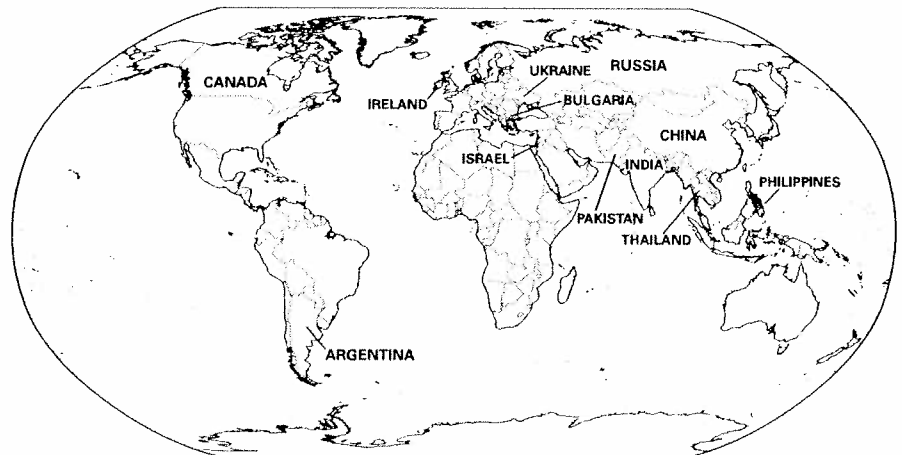 UKRAINE
RUSSIA
CANADA
IRELAND
BULGARIA
CHINA
ISRAEL
INDIA
PHILIPPINES
PAKISTAN
THAILAND
ARGENTINA